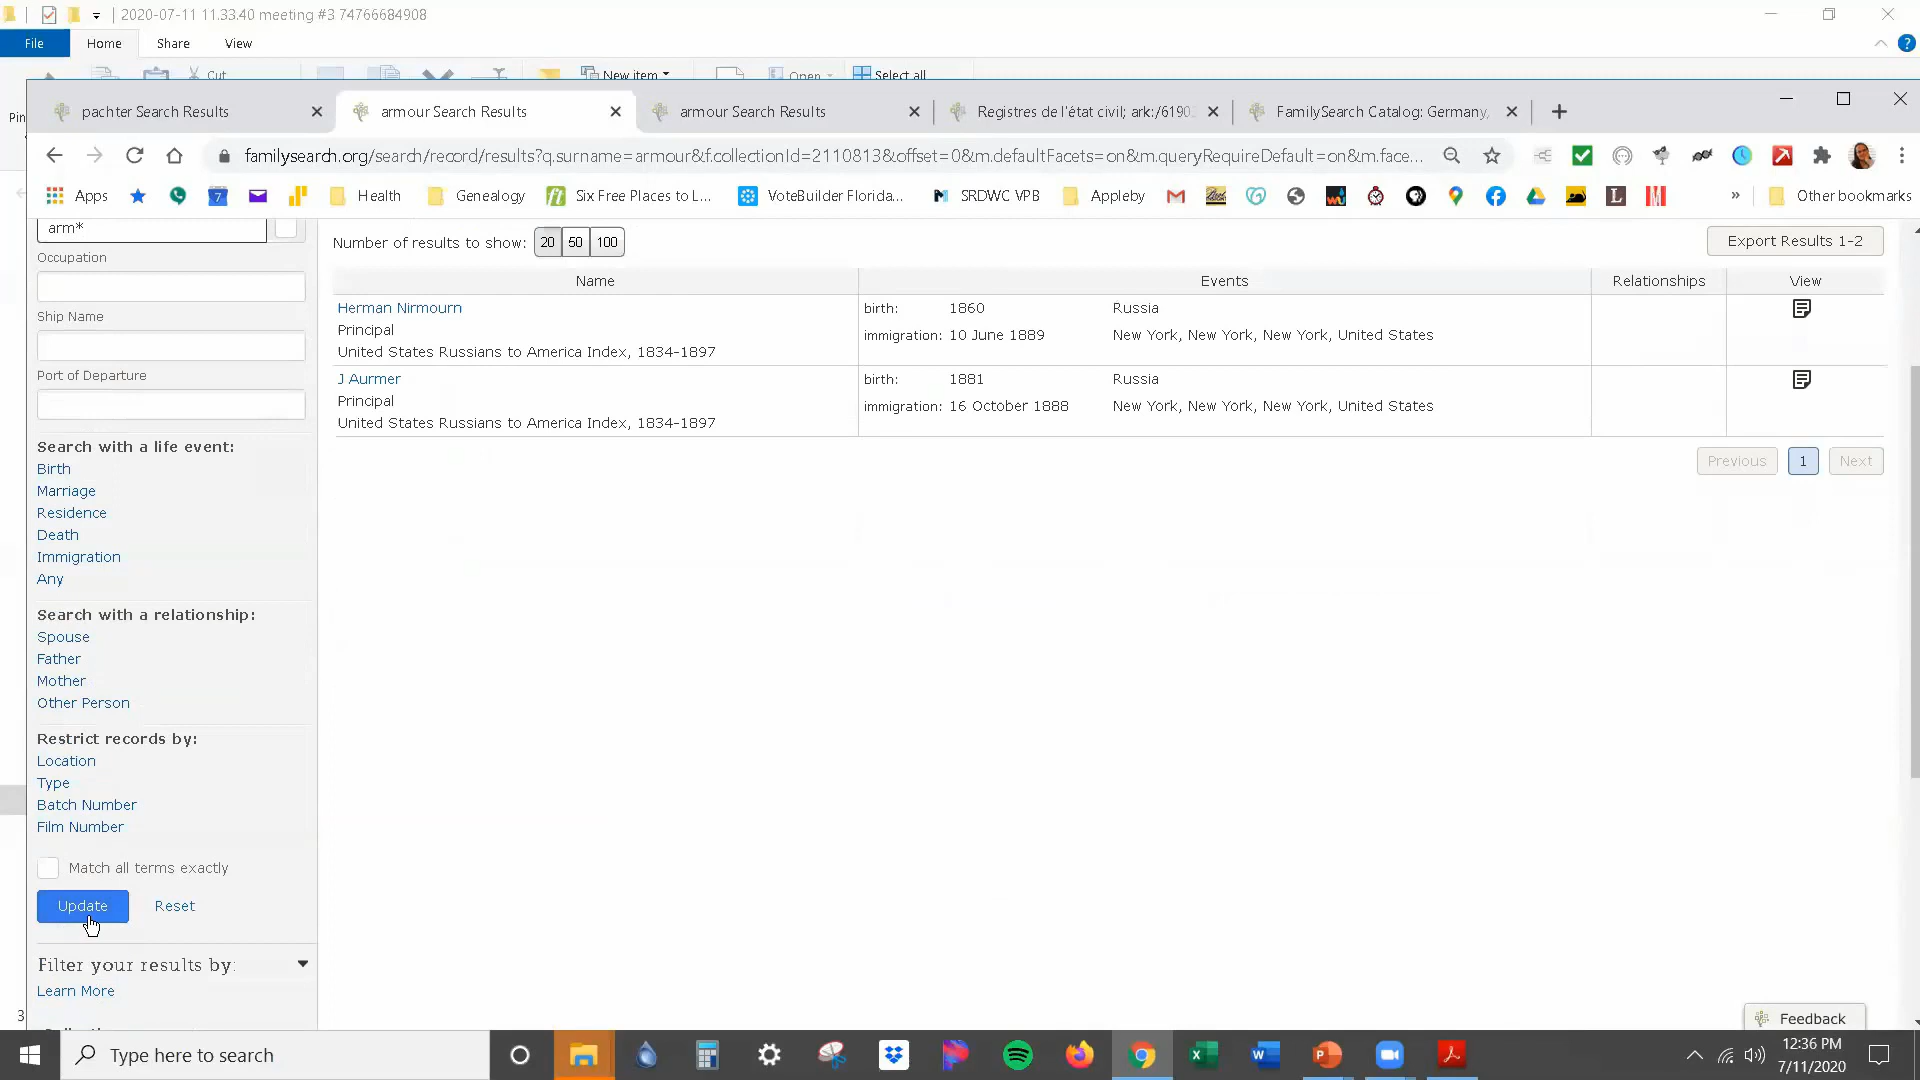 2020-07-11 11.33.40 meeting #3 74766684908
File Home Share View
Cut New item Open Select all
Pin
pachter Search Results
armour Search Results
armour Search Results
Registres de l'état civil; ark:/6190
FamilySearch Catalog: Germany,
familysearch.org/search/record/results?q.surname=armour&f.collectionId=2110813&offset=0&m.defaultFacets=on&m.queryRequireDefault=on&m.face...
Apps 7 Health Genealogy Six Free Places to L... VoteBuilder Florida... SRDWC VPB Appleby » Other bookmarks
arm*
Occupation
Ship Name
Port of Departure
Search with a life event:
Birth
Marriage
Residence
Death
Immigration
Any
Search with a relationship:
Spouse
Father
Mother
Other Person
Restrict records by:
Location
Type
Batch Number
Film Number
Match all terms exactly
Update Reset
Filter your results by:
Learn More
Number of results to show: 20 50 100
Export Results 1-2
Name Events Relationships View
Herman Nirmourn birth: 1860 Russia
Principal immigration: 10 June 1889 New York, New York, New York, United States
United States Russians to America Index, 1834-1897
J Aurmer birth: 1881 Russia
Principal immigration: 16 October 1888 New York, New York, New York, United States
United States Russians to America Index, 1834-1897
Previous 1 Next
Feedback
3
Type here to search
12:36 PM
7/11/2020